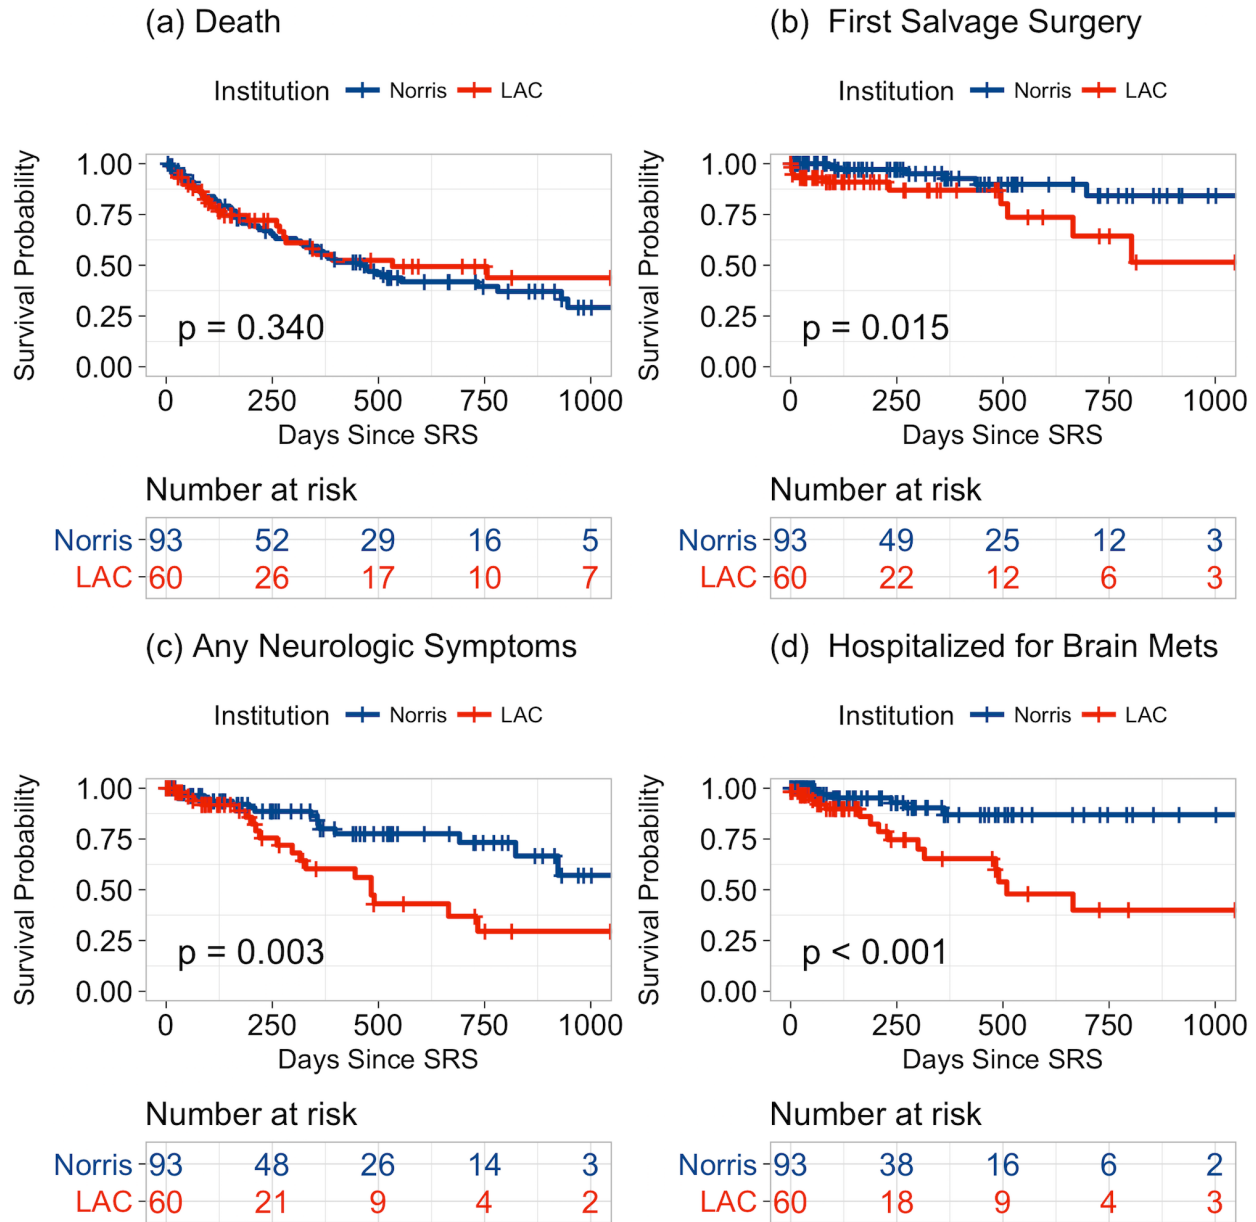 (a) Death
Institution Norris LAC
Survival Probability
1.00
0.75
0.50
0.25
0.00
p = 0.340
0 250 500 750 1000
Days Since SRS
Number at risk
Norris 93 52 29 16 5
LAC 60 26 17 10 7
(b) First Salvage Surgery
Institution Norris LAC
Survival Probability
1.00
0.75
0.50
0.25
0.00
p = 0.015
0 250 500 750 1000
Days Since SRS
Number at risk
Norris 93 49 25 12 3
LAC 60 22 12 6 3
(c) Any Neurologic Symptoms
Institution Norris LAC
Survival Probability
1.00
0.75
0.50
0.25
0.00
p = 0.003
0 250 500 750 1000
Days Since SRS
Number at risk
Norris 93 48 26 14 3
LAC 60 21 9 4 2
(d) Hospitalized for Brain Mets
Institution Norris LAC
Survival Probability
1.00
0.75
0.50
0.25
0.00
p < 0.001
0 250 500 750 1000
Days Since SRS
Number at risk
Norris 93 38 16 6 2
LAC 60 18 9 4 3